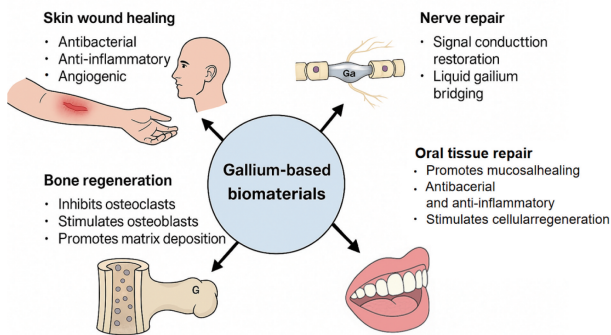 Skin wound healing
• Antibacterial
• Anti-inflammatory
• Angiogenic
Nerve repair
• Signal conducttion
restoration
• Liquid gailium
bridging
Ga
Gallium-based
biomaterials
Bone regeneration
• Inhibits osteoclasts
• Stimulates osteoblasts
• Promotes matrix deposition
G
Oral tissue repair
• Promotes mucosalhealing
• Antibacerial
and anti-inflammatory
• Stimulates cellularregeneration